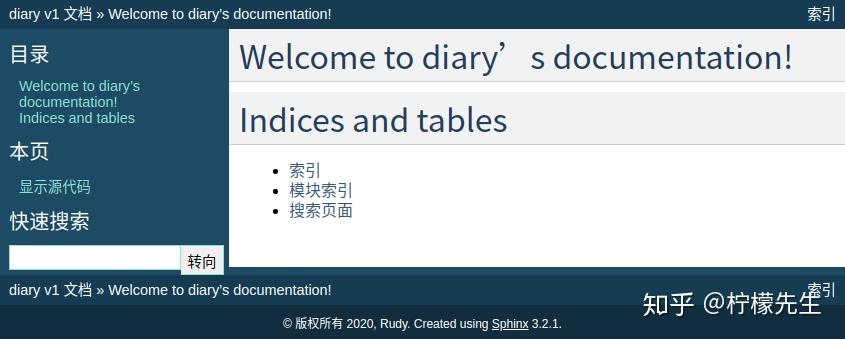 diary v1 文档 » Welcome to diary’s documentation! 索引
目录
Welcome to diary’s
documentation!
Indices and tables
本页
显示源代码
快速搜索
转向
Welcome to diary’s documentation!
Indices and tables
索引
模块索引
搜索页面
diary v1 文档 » Welcome to diary’s documentation! 索引
知乎 @柠檬先生
© 版权所有 2020, Rudy. Created using Sphinx 3.2.1.